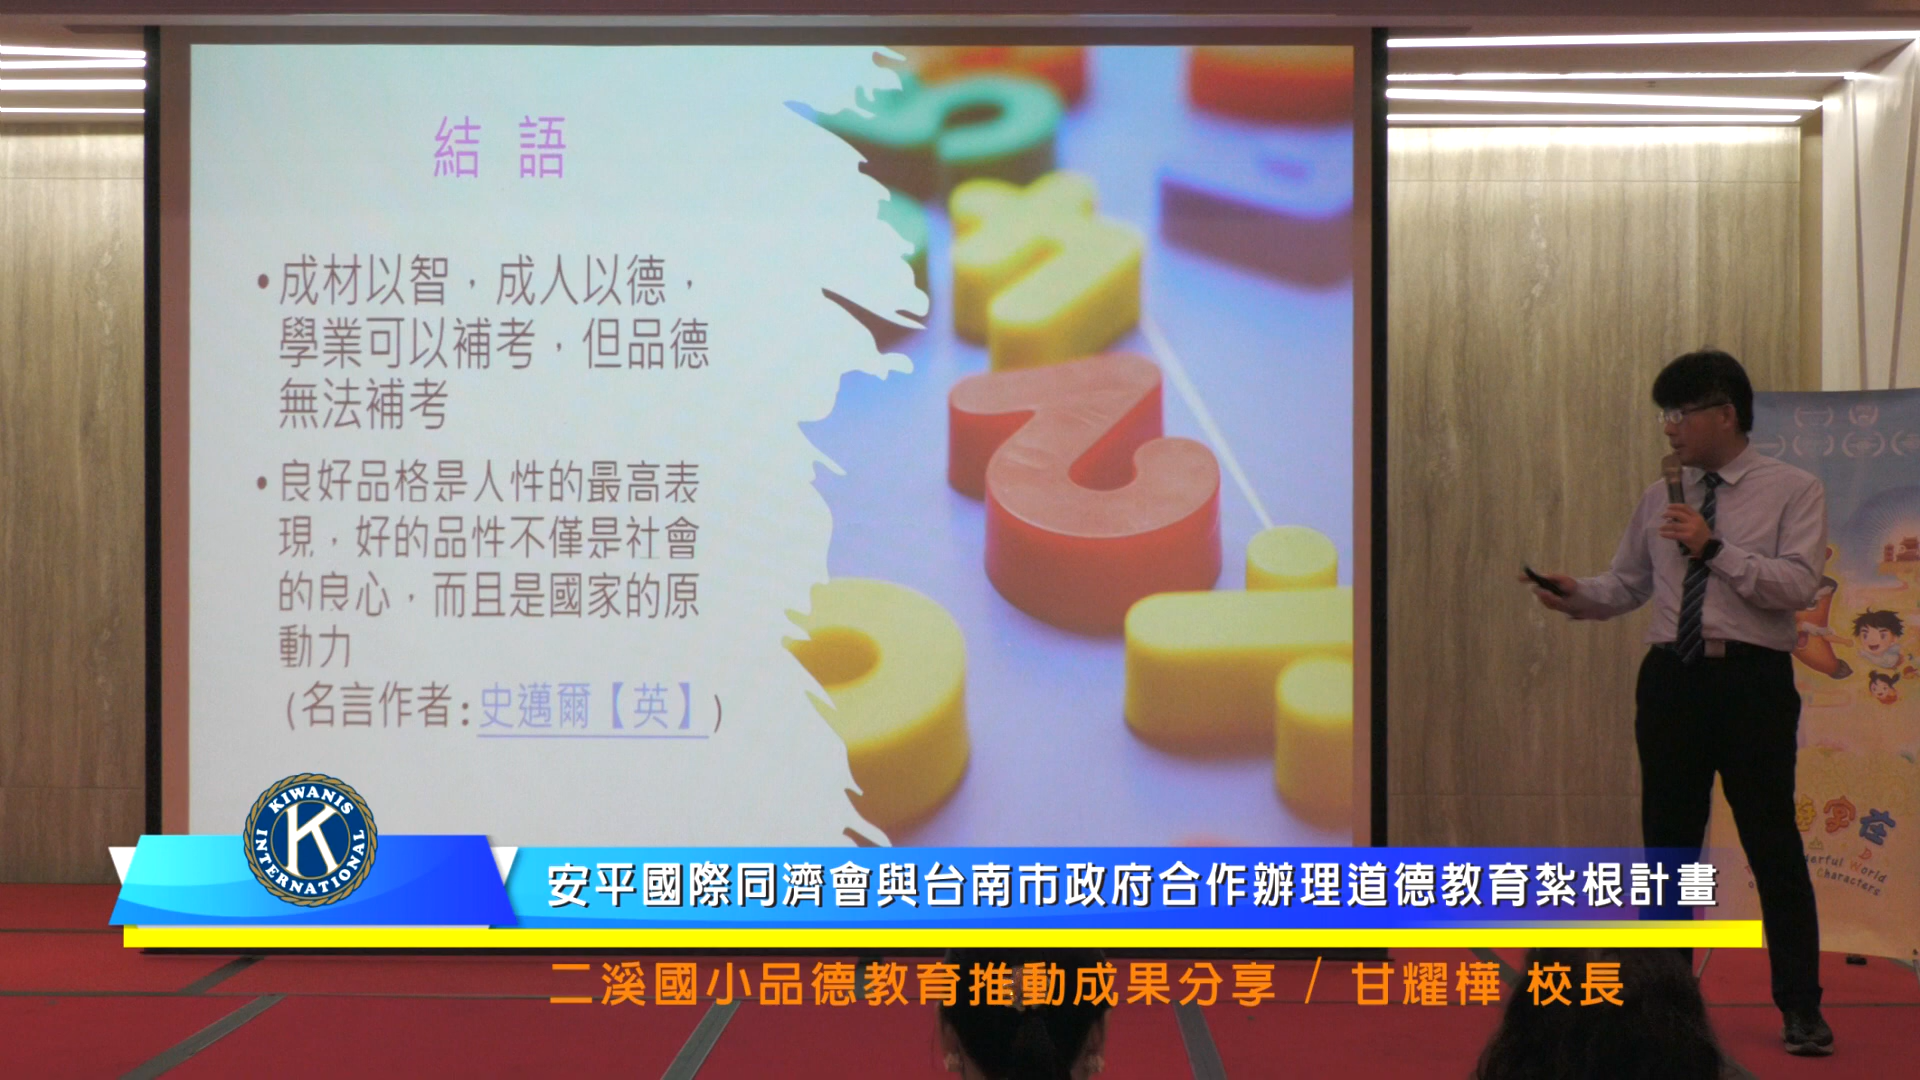 結 語
•成材以智，成人以德，
學業可以補考，但品德
無法補考
•良好品格是人性的最高表
現，好的品性不僅是社會
的良心，而且是國家的原
動力
(名言作者:史邁爾【英】)
KIWANIS
K
INTERNATIONAL
安平國際同濟會與台南市政府合作辦理道德教育紮根計畫
二溪國小品德教育推動成果分享 / 甘耀樺 校長
字在
World
Characters